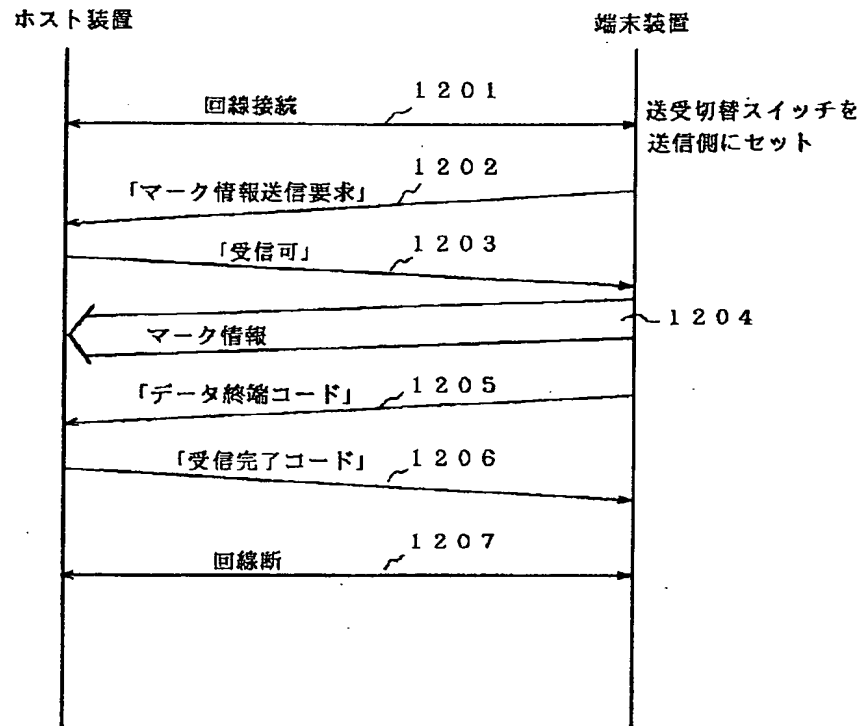 ホスト装置
端末装置
1201
回線接続
送受切替スイッチを
送信側にセット
1202
「マーク情報送信要求」
1203
「受信可」
マーク情報
1204
「データ終端コード」
1205
「受信完了コード」
1206
1207
回線断